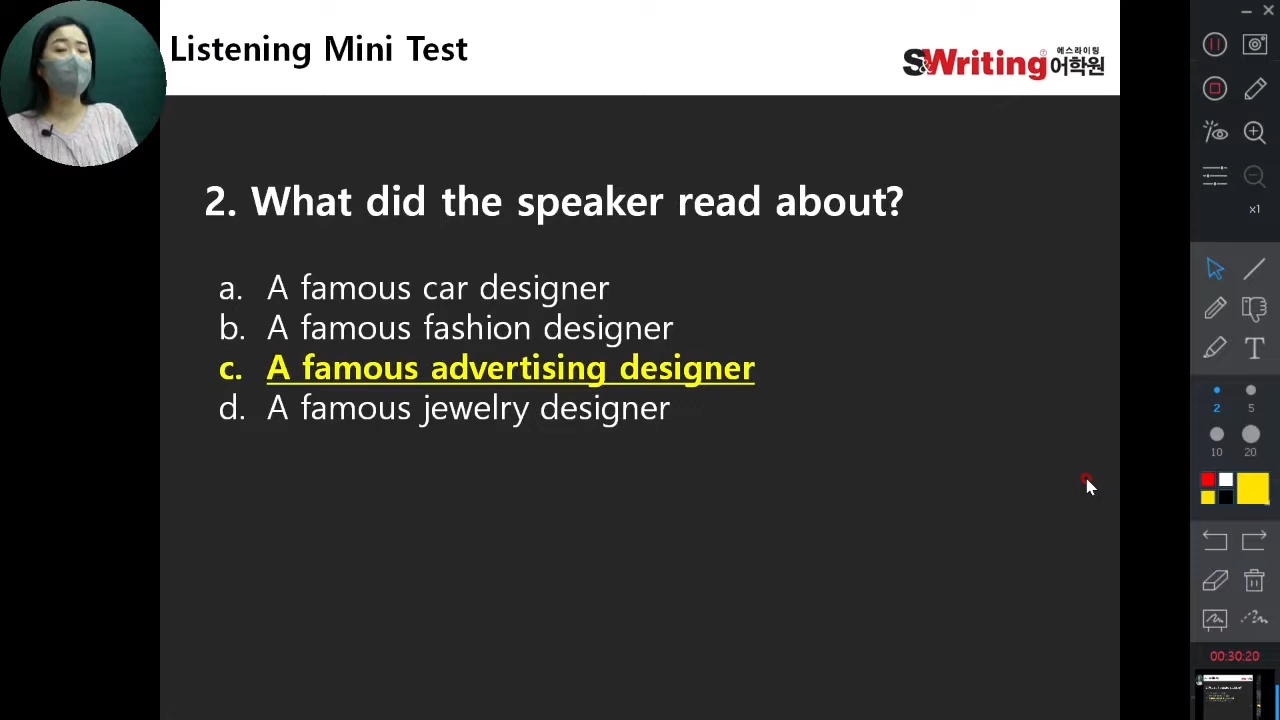 Listening Mini Test
S&Writing 에스라이팅 어학원
2. What did the speaker read about?
a. A famous car designer
b. A famous fashion designer
c. A famous advertising designer
d. A famous jewelry designer
x1
T
2 5
10 20
00:30:20